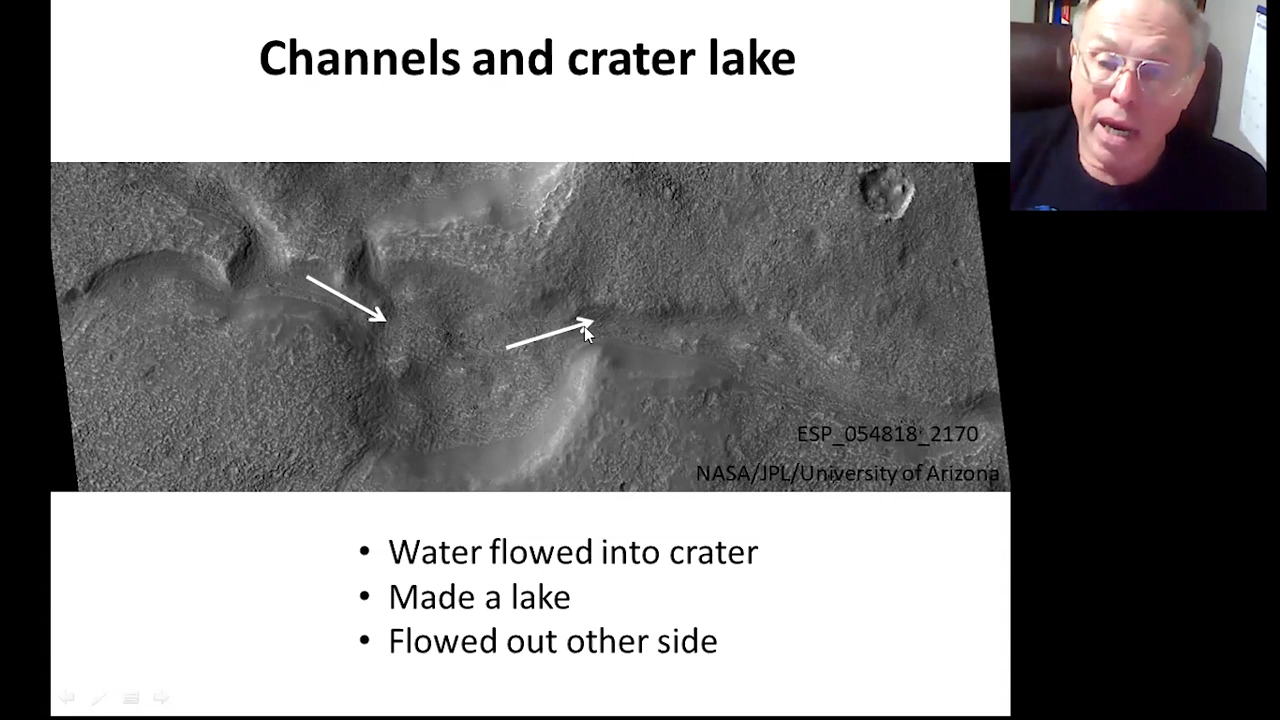 Channels and crater lake
ESP_054818_2170
NASA/JPL/University of Arizona
• Water flowed into crater
• Made a lake
• Flowed out other side